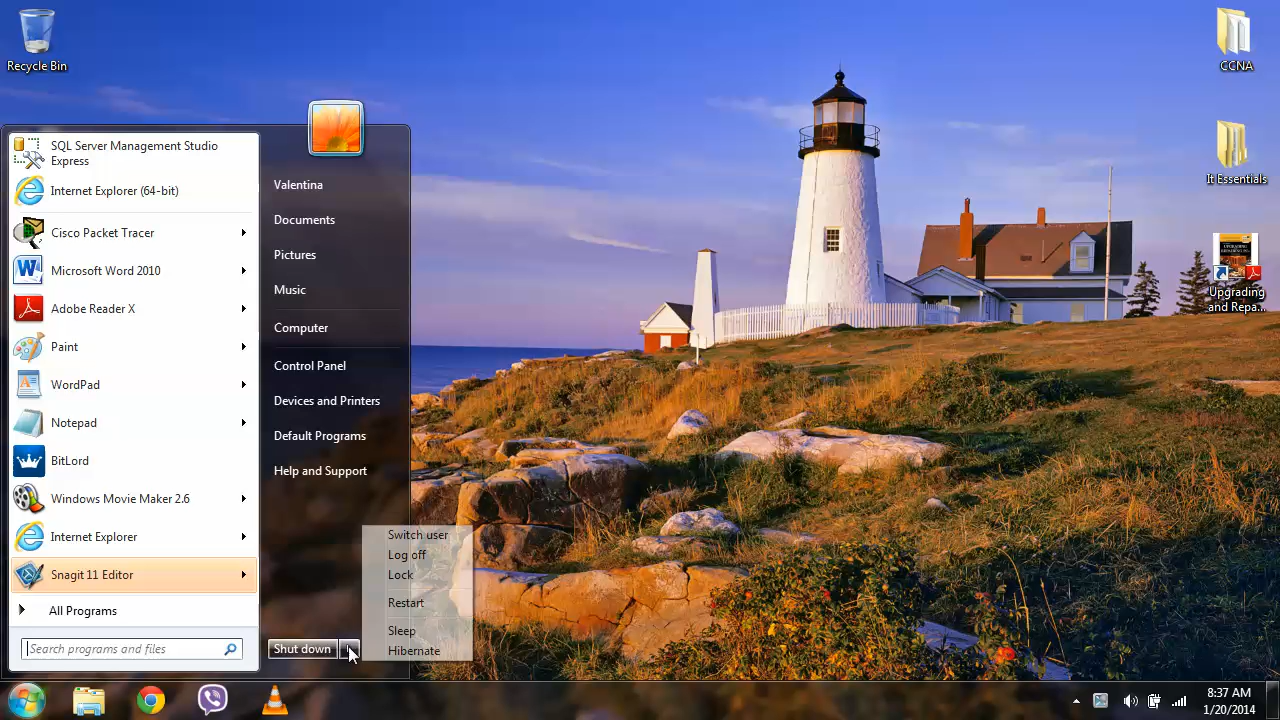 Recycle Bin
CCNA
It Essentials
Upgrading
and Repa...
SQL Server Management Studio
Express
Internet Explorer (64-bit)
Cisco Packet Tracer
Microsoft Word 2010
Adobe Reader X
Paint
WordPad
Notepad
BitLord
Windows Movie Maker 2.6
Internet Explorer
Snagit 11 Editor
All Programs
Search programs and files
Valentina
Documents
Pictures
Music
Computer
Control Panel
Devices and Printers
Default Programs
Help and Support
Shut down
Switch user
Log off
Lock
Restart
Sleep
Hibernate
8:37 AM
1/20/2014